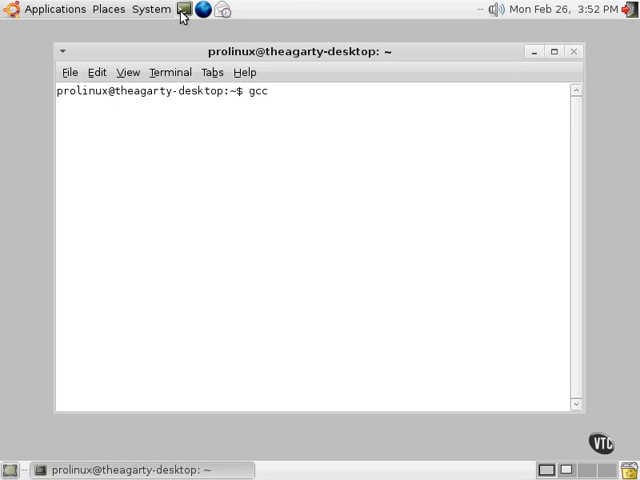 Applications Places System Mon Feb 26, 3:52 PM
prolinux@theagarty-desktop: ~
File Edit View Terminal Tabs Help
prolinux@theagarty-desktop:~$ gcc
VTC
prolinux@theagarty-desktop: ~